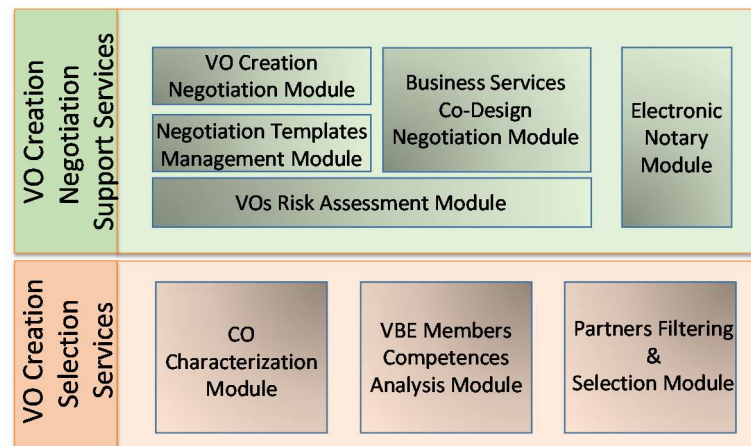 VO Creation
Negotiation
Support Services
VO Creation
Negotiation Module
Negotiation Templates
Management Module
Business Services
Co-Design
Negotiation Module
Electronic
Notary
Module
VOs Risk Assessment Module
VO Creation
Selection
Services
CO
Characterization
Module
VBE Members
Competences
Analysis Module
Partners Filtering
&
Selection Module